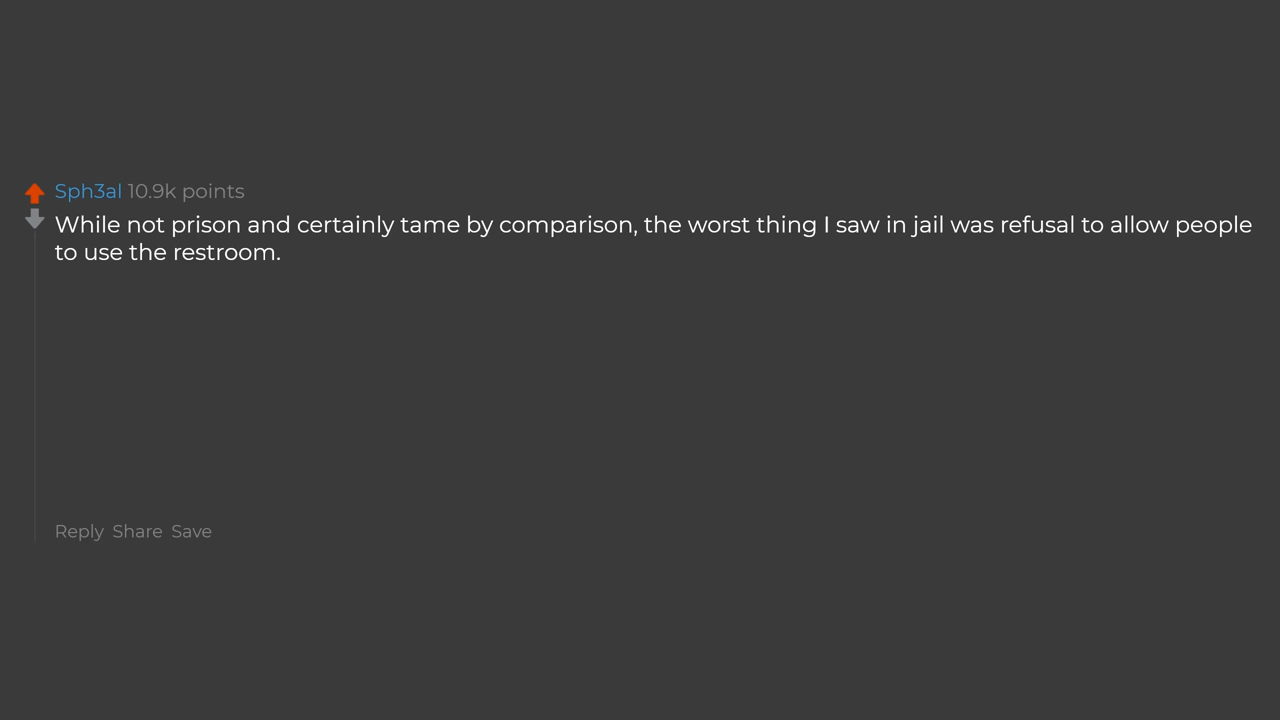 Sph3al 10.9k points
While not prison and certainly tame by comparison, the worst thing I saw in jail was refusal to allow people
to use the restroom.
Reply Share Save